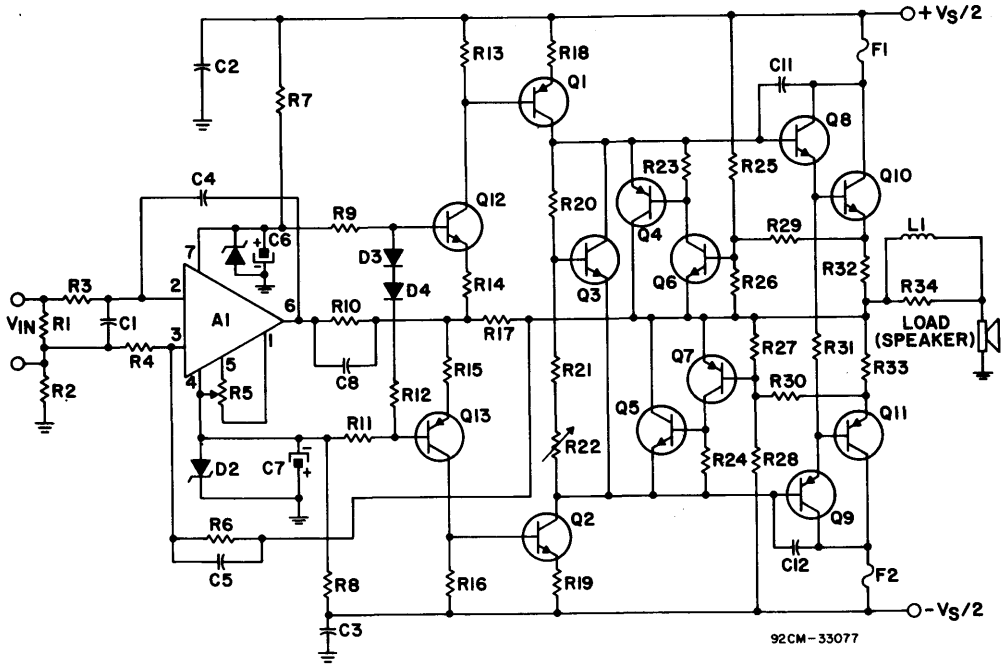 + VS/2
F1
R13
R18
C11
C2
Q1
R7
Q8
C4
R23
R25
Q12
R20
Q10
R9
Q4
R29
C6
+
-
D3
Q6
L1
7
R14
Q3
R26
R32
R3
2
D4
R34
A1
6
R10
R17
LOAD
(SPEAKER)
VIN
R1
C1
3
1
Q7
R27
R31
R4
5
C8
R15
R21
R33
R2
4
R5
R12
Q5
R30
Q13
Q11
R11
R22
D2
C7
-
+
R24
R28
R6
Q2
Q9
C5
C12
R8
R16
R19
F2
- VS/2
C3
92CM-33077